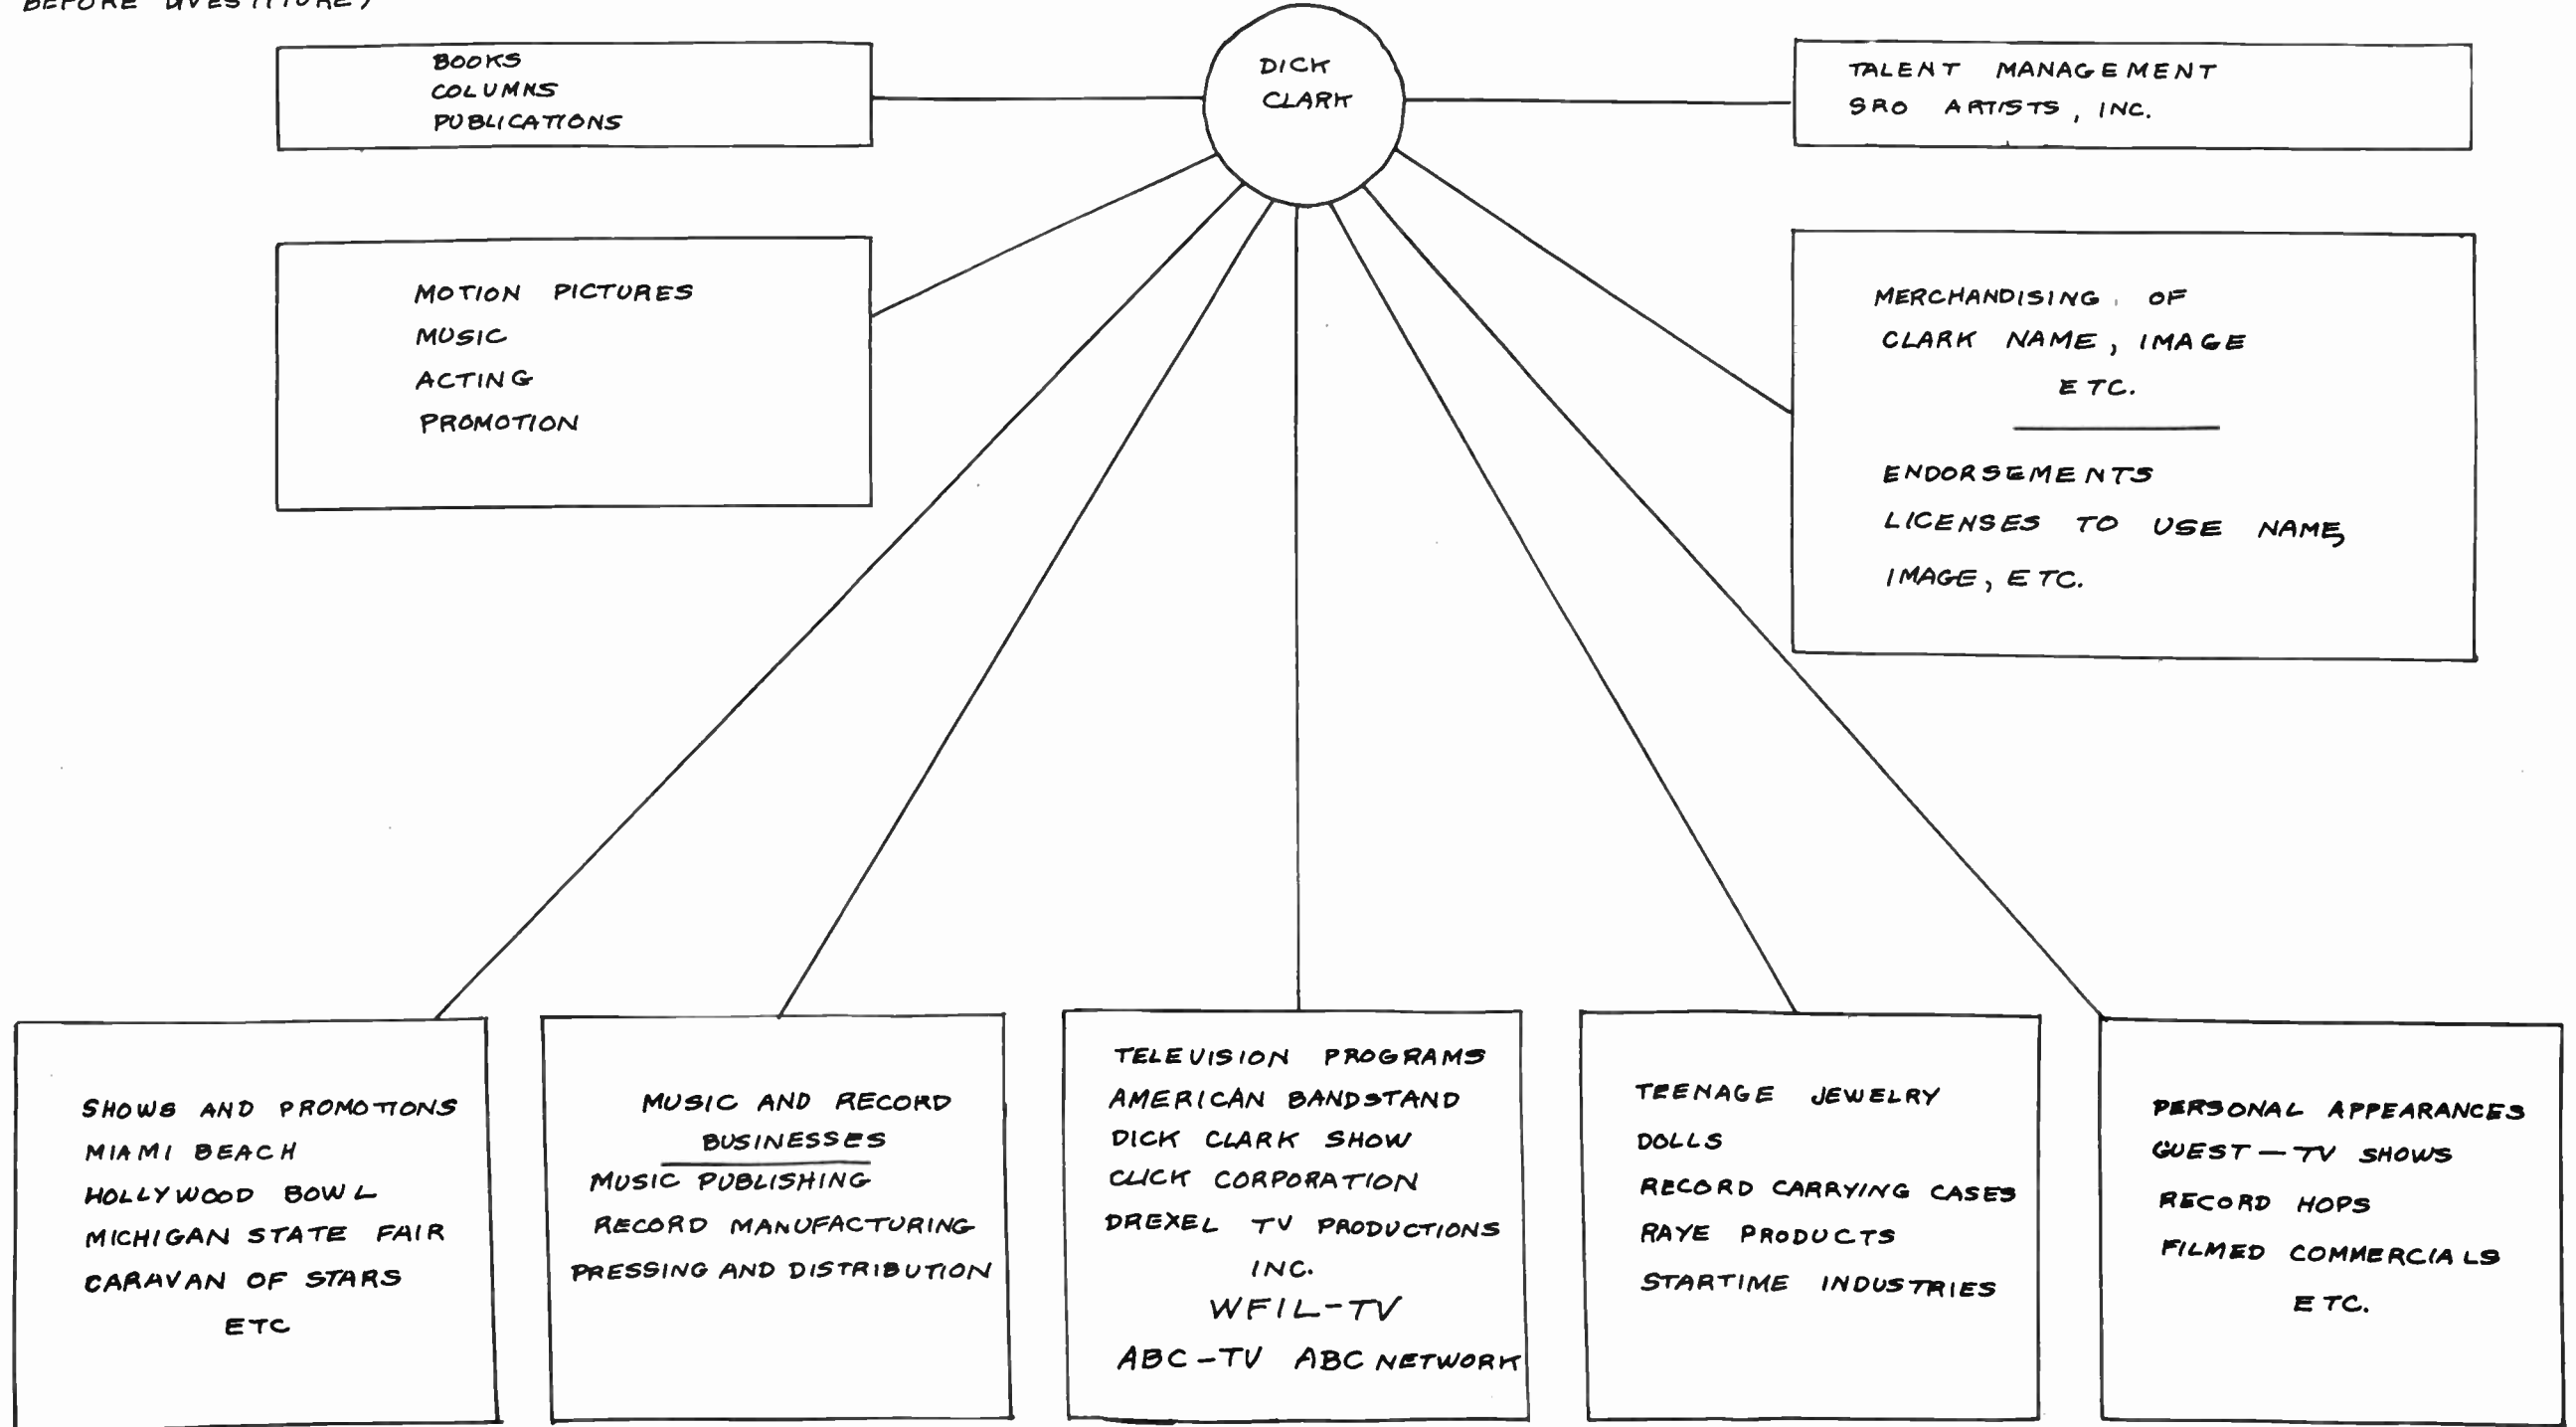 BEFORE DIVESTITURE)
BOOKS
COLUMNS
PUBLICATIONS
DICK
CLARK
TALENT MANAGEMENT
SRO ARTISTS, INC.
MOTION PICTURES
MUSIC
ACTING
PROMOTION
MERCHANDISING OF
CLARK NAME, IMAGE
ETC.
ENDORSEMENTS
LICENSES TO USE NAME,
IMAGE, ETC.
SHOWS AND PROMOTIONS
MIAMI BEACH
HOLLYWOOD BOWL
MICHIGAN STATE FAIR
CARAVAN OF STARS
ETC
MUSIC AND RECORD
BUSINESSES
MUSIC PUBLISHING
RECORD MANUFACTURING
PRESSING AND DISTRIBUTION
TELEVISION PROGRAMS
AMERICAN BANDSTAND
DICK CLARK SHOW
CLICK CORPORATION
DREXEL TV PRODUCTIONS
INC.
WFIL-TV
ABC-TV ABC NETWORK
TEENAGE JEWELRY
DOLLS
RECORD CARRYING CASES
RAYE PRODUCTS
STARTIME INDUSTRIES
PERSONAL APPEARANCES
GUEST-TV SHOWS
RECORD HOPS
FILMED COMMERCIALS
ETC.